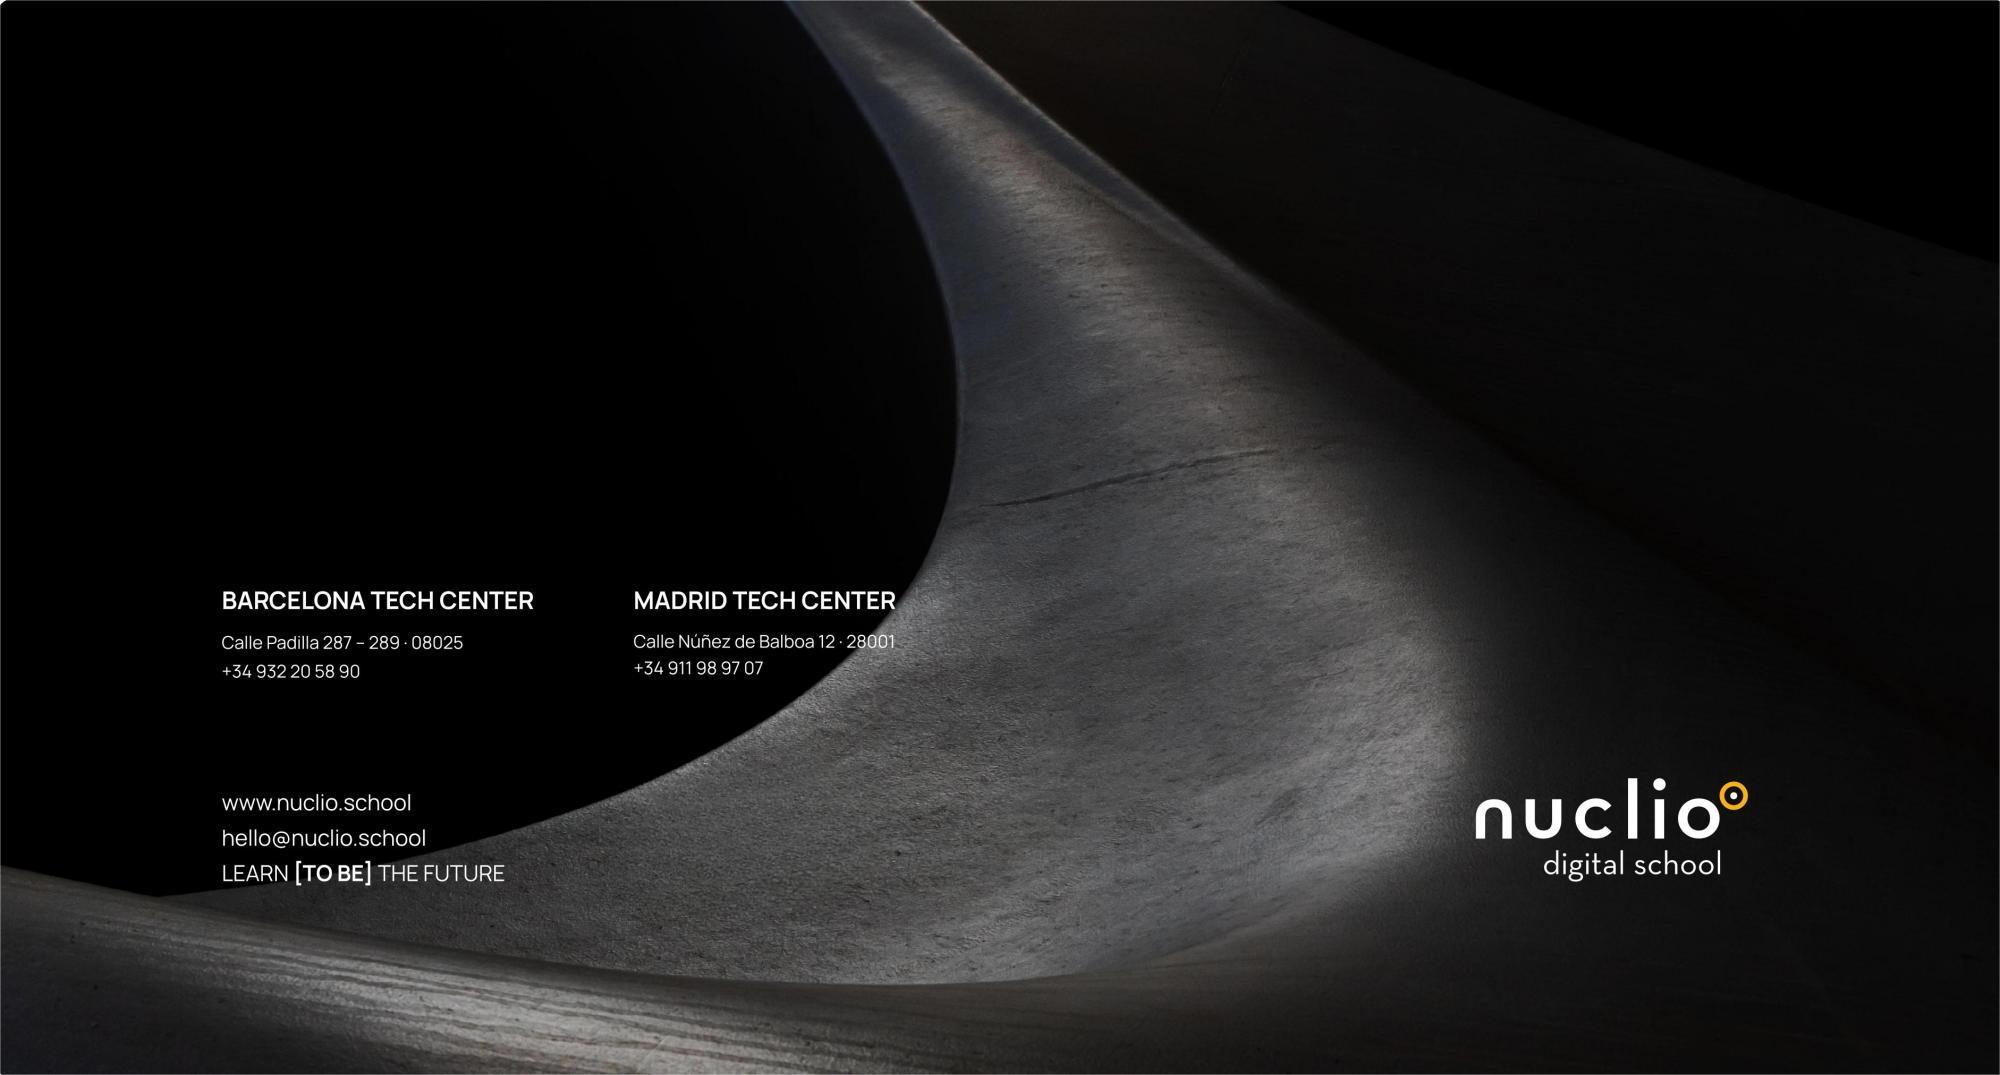 BARCELONA TECH CENTER
Calle Padilla 287 – 289 · 08025
+34 932 20 58 90
MADRID TECH CENTER
Calle Núñez de Balboa 12 · 28001
+34 911 98 97 07
www.nuclio.school
hello@nuclio.school
LEARN [TO BE] THE FUTURE
nuclio
digital school